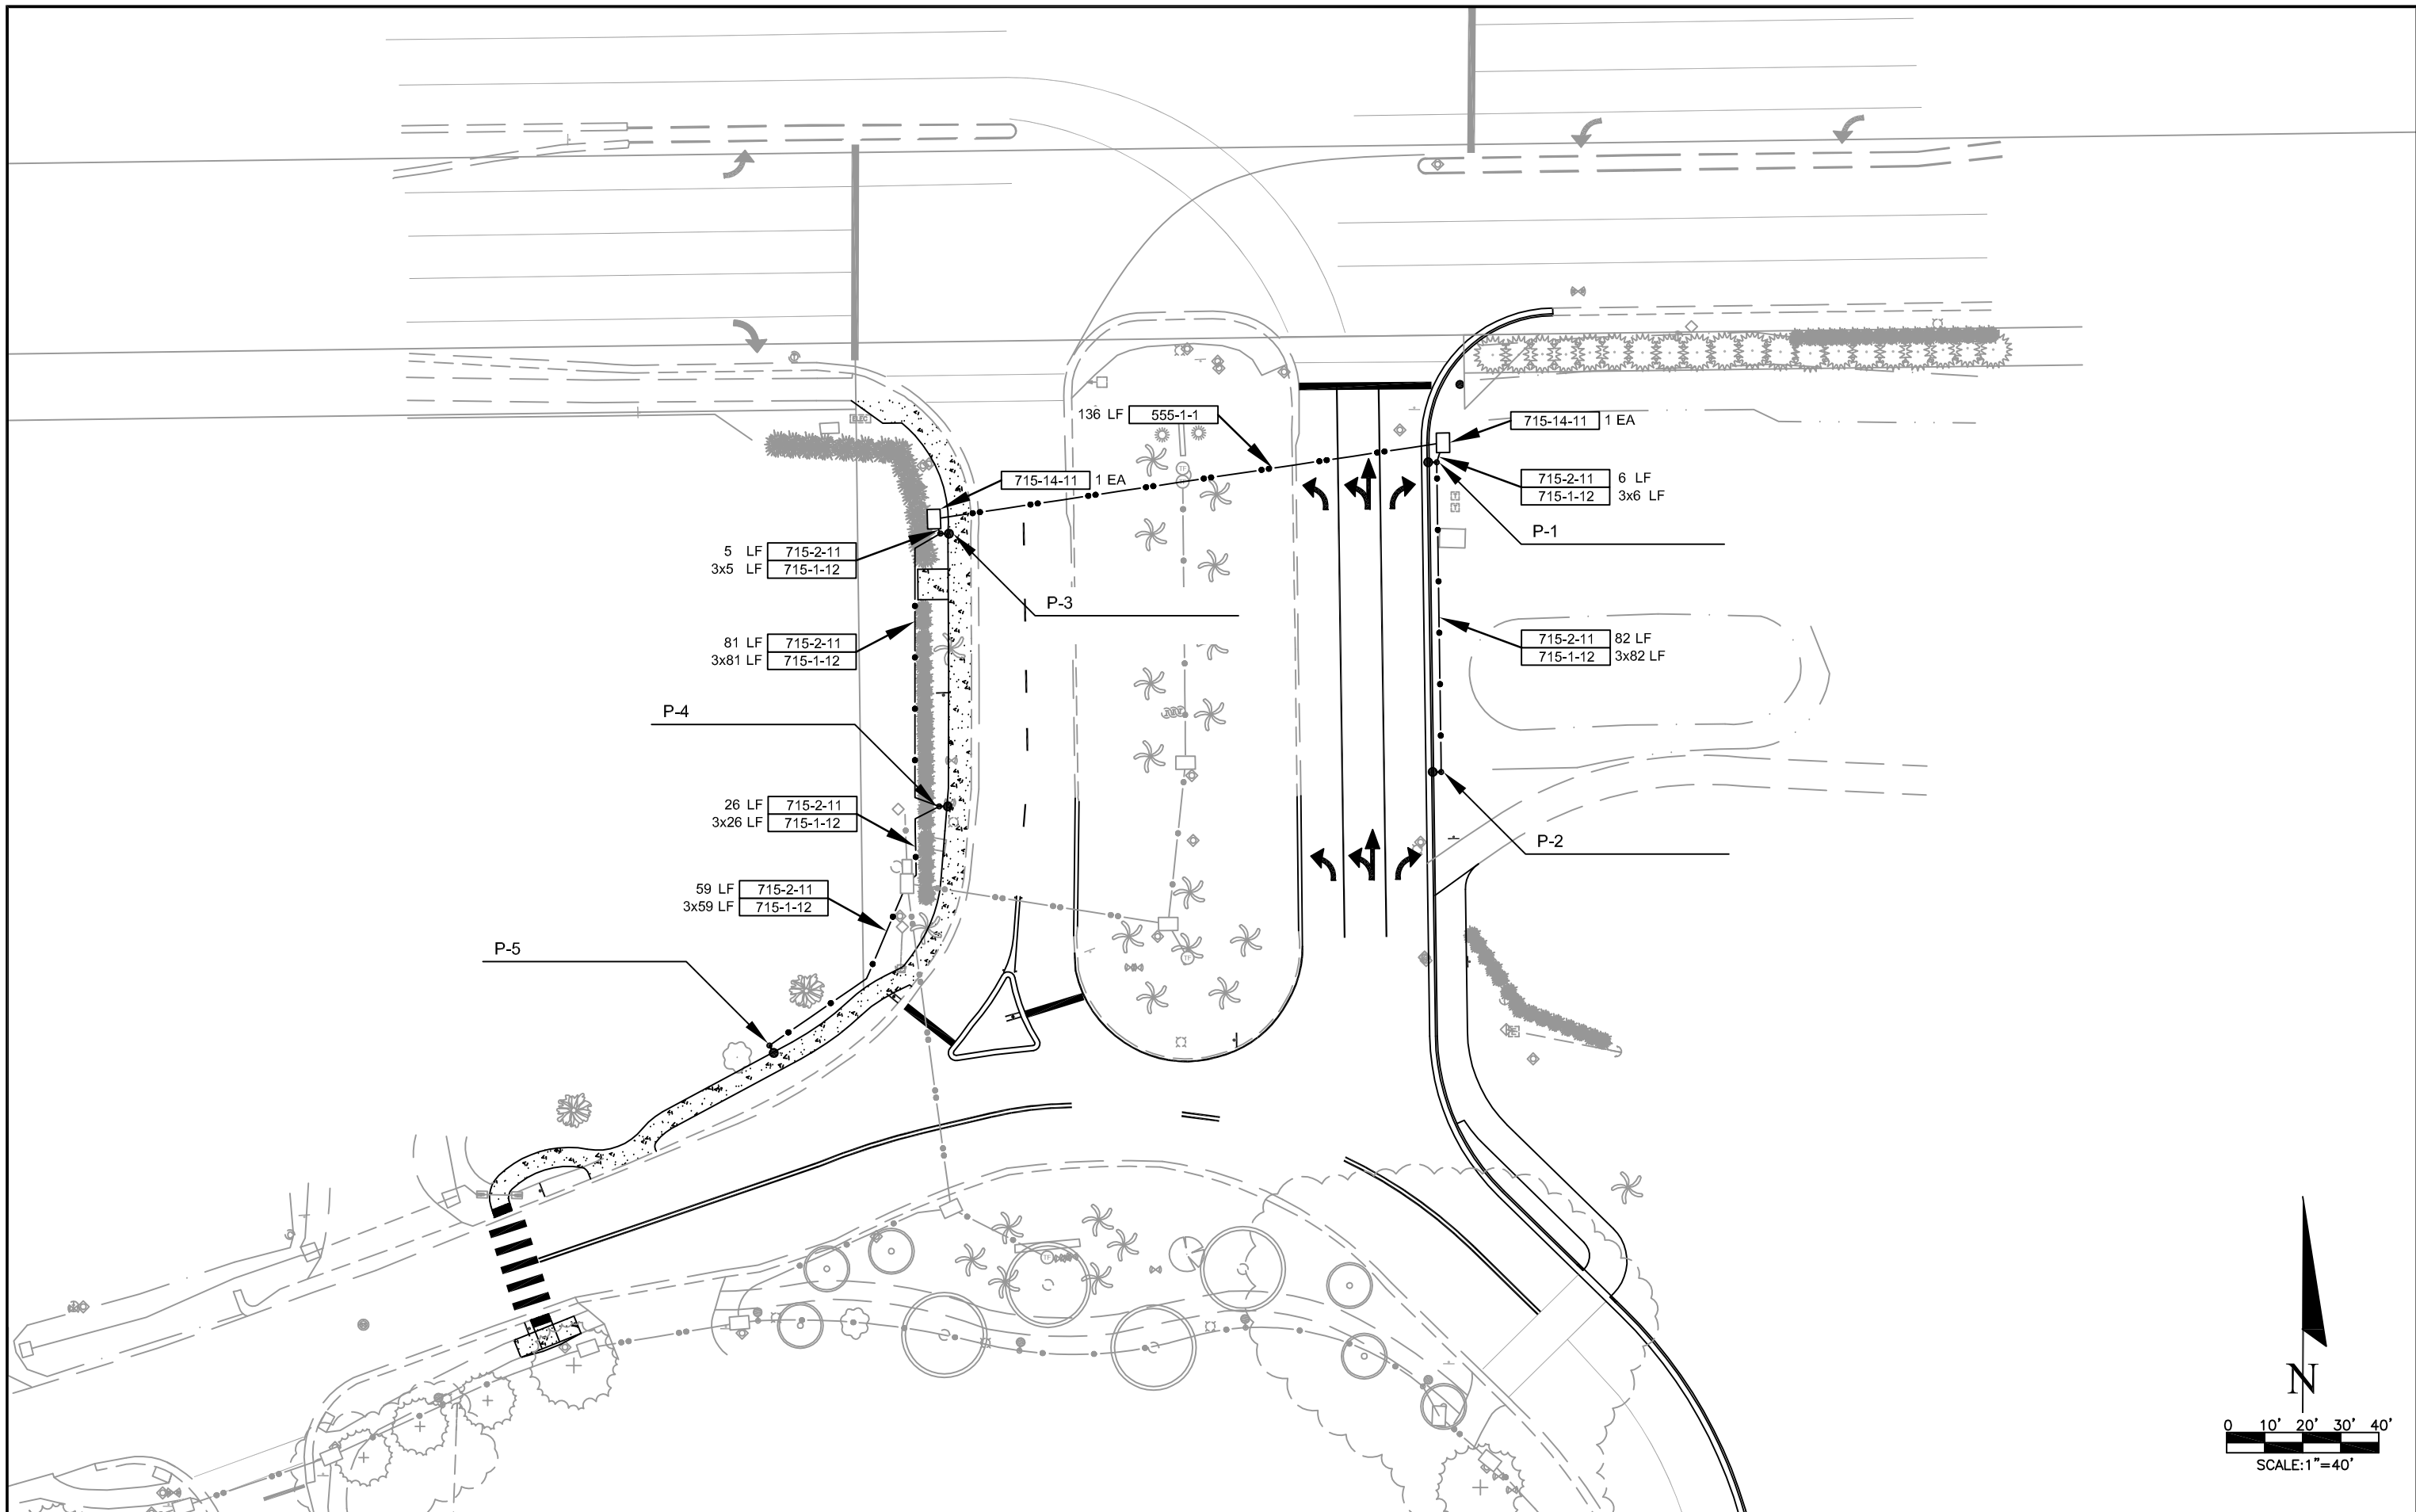 136 LF 555-1-1
715-14-11 1 EA
715-14-11 1 EA
715-2-11 6 LF
715-1-12 3x6 LF
P-1
5 LF 715-2-11
3x5 LF 715-1-12
P-3
81 LF 715-2-11
3x81 LF 715-1-12
715-2-11 82 LF
715-1-12 3x82 LF
P-4
26 LF 715-2-11
3x26 LF 715-1-12
P-2
59 LF 715-2-11
3x59 LF 715-1-12
P-5
N
0 10' 20' 30' 40'
SCALE:1"=40'